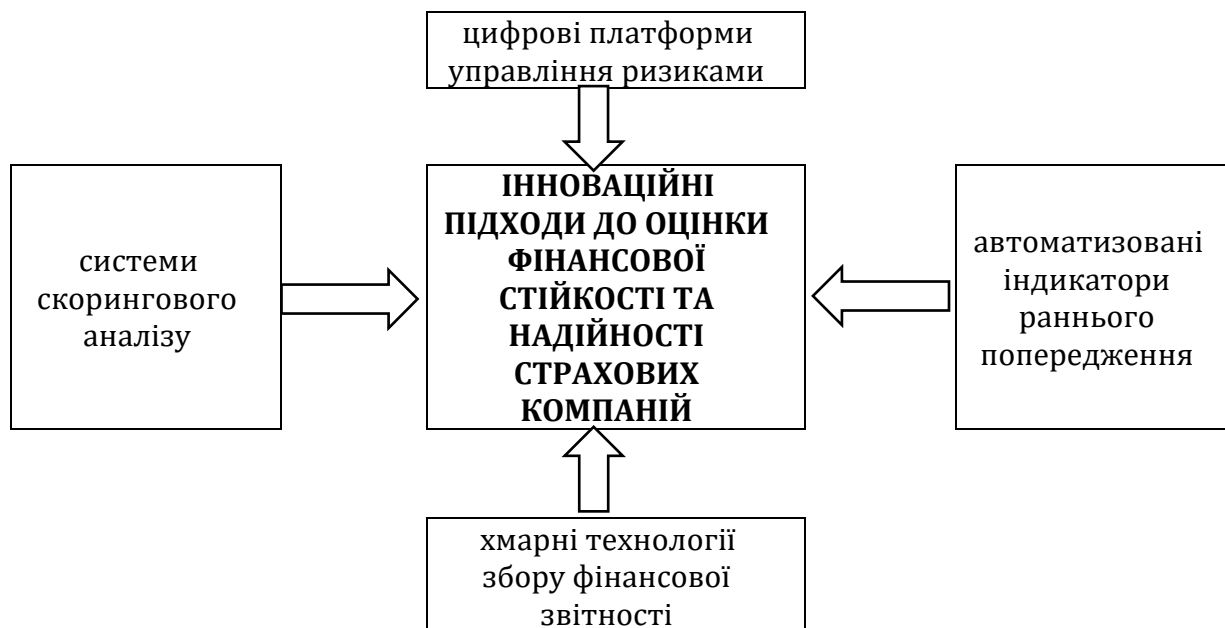 цифрові платформи
управління ризиками
системи
скорингового
аналізу
ІННОВАЦІЙНІ
ПІДХОДИ ДО ОЦІНКИ
ФІНАНСОВОЇ
СТІЙКОСТІ ТА
НАДІЙНОСТІ
СТРАХОВИХ
КОМПАНІЙ
автоматизовані
індикатори
раннього
попередження
хмарні технології
збору фінансової
звітності